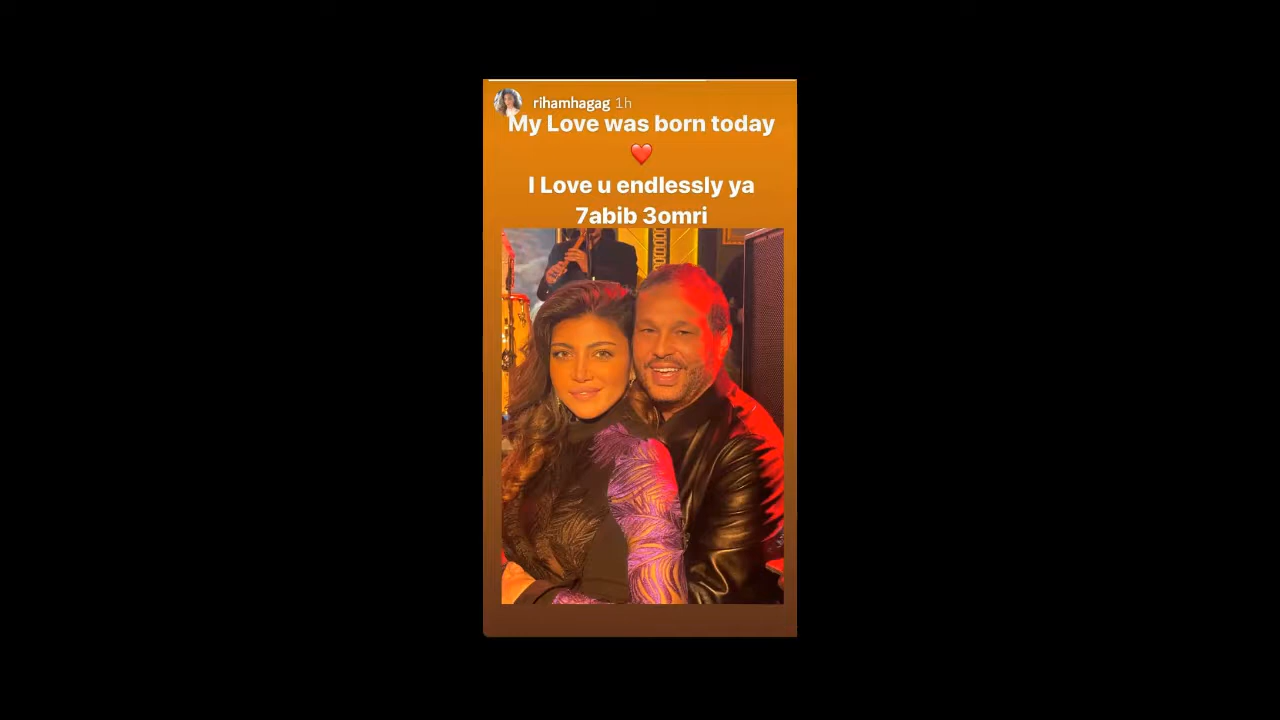 rihamhagag 1h
My Love was born today
❤️
I Love u endlessly ya
7abib 3omri